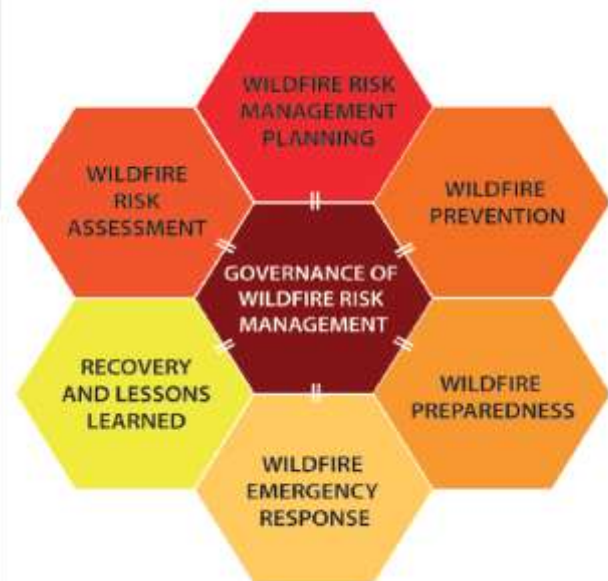 WILDFIRE RISK
MANAGEMENT
PLANNING
WILDFIRE
RISK
ASSESSMENT
WILDFIRE
PREVENTION
GOVERNANCE OF
WILDFIRE RISK
MANAGEMENT
RECOVERY
AND LESSONS
LEARNED
WILDFIRE
PREPAREDNESS
WILDFIRE
EMERGENCY
RESPONSE